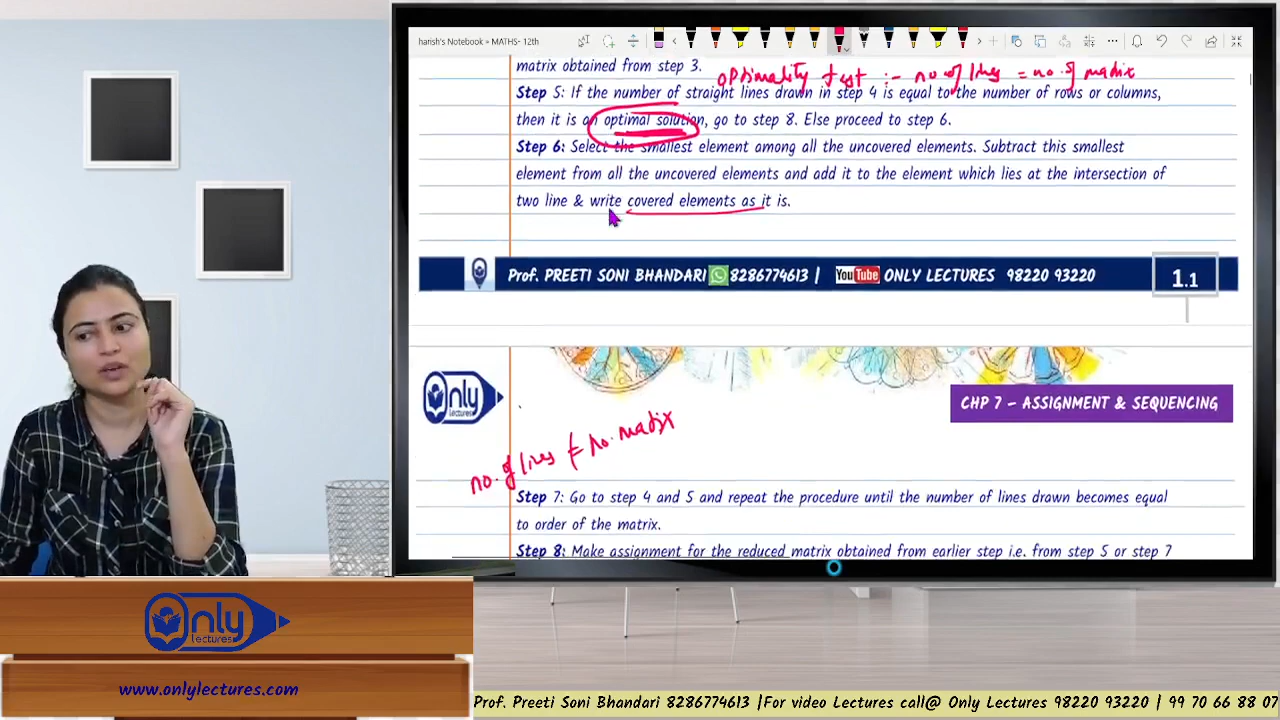 harish's Notebook » MATHS- 12th
matrix obtained from step 3.
optimality test :- no. of lines = no. of matrix
Step 5: If the number of straight lines drawn in step 4 is equal to the number of rows or columns,
then it is an optimal solution, go to step 8. Else proceed to step 6.
Step 6: Select the smallest element among all the uncovered elements. Subtract this smallest
element from all the uncovered elements and add it to the element which lies at the intersection of
two line & write covered elements as it is.
Prof. PREETI SONI BHANDARI 8286774613 | YouTube ONLY LECTURES 98220 93220
1.1
Only
Lectures
CHP 7 – ASSIGNMENT & SEQUENCING
no. of lines ≠ no. matrix
Step 7: Go to step 4 and 5 and repeat the procedure until the number of lines drawn becomes equal
to order of the matrix.
Step 8: Make assignment for the reduced matrix obtained from earlier step i.e. from step 5 or step 7
Only
Lectures
www.onlylectures.com
Prof. Preeti Soni Bhandari 8286774613 |For video Lectures call@ Only Lectures 98220 93220 | 99 70 66 88 07